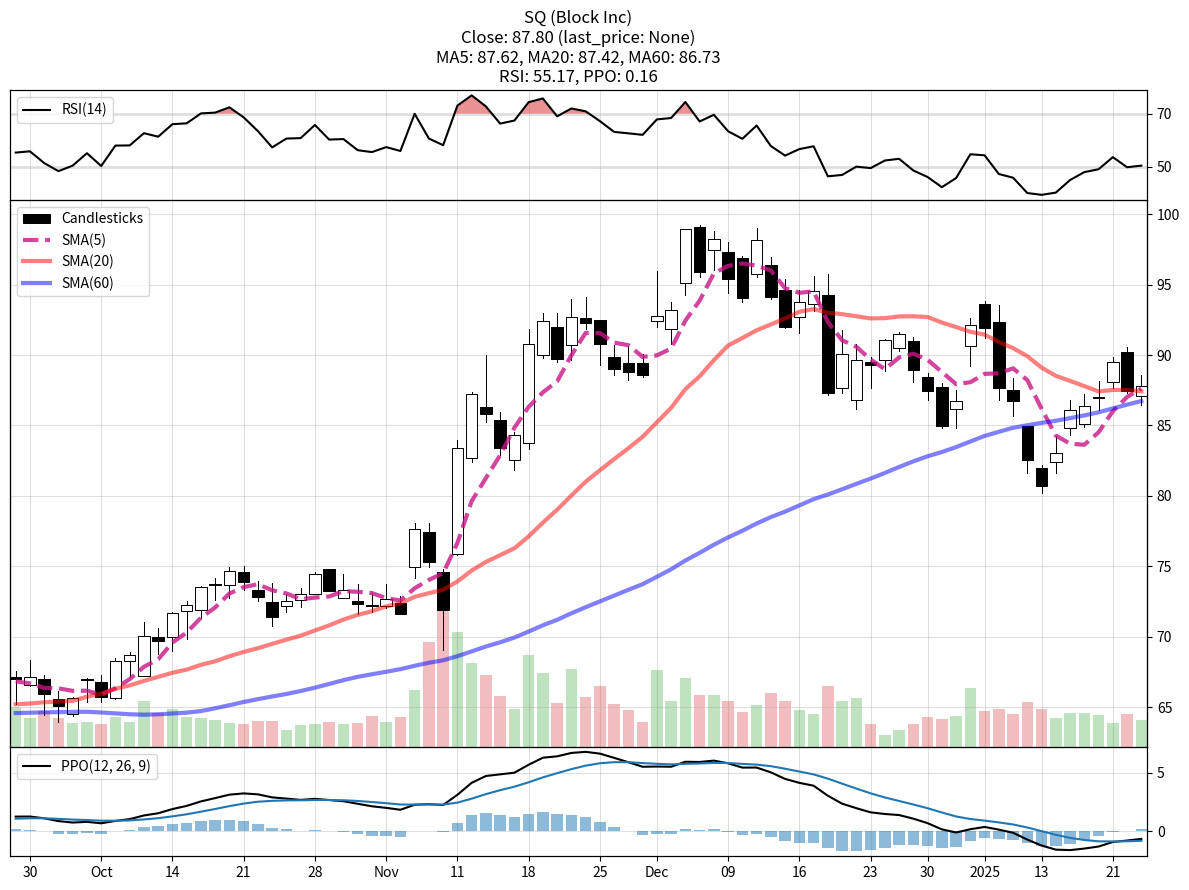 SQ (Block Inc)
Close: 87.80 (last_price: None)
MA5: 87.62, MA20: 87.42, MA60: 86.73
RSI: 55.17, PPO: 0.16
RSI(14)
70
50
Candlesticks
SMA(5)
SMA(20)
SMA(60)
100
95
90
85
80
75
70
65
PPO(12, 26, 9)
5
0
30 Oct 14 21 28 Nov 11 18 25 Dec 09 16 23 30 2025 13 21